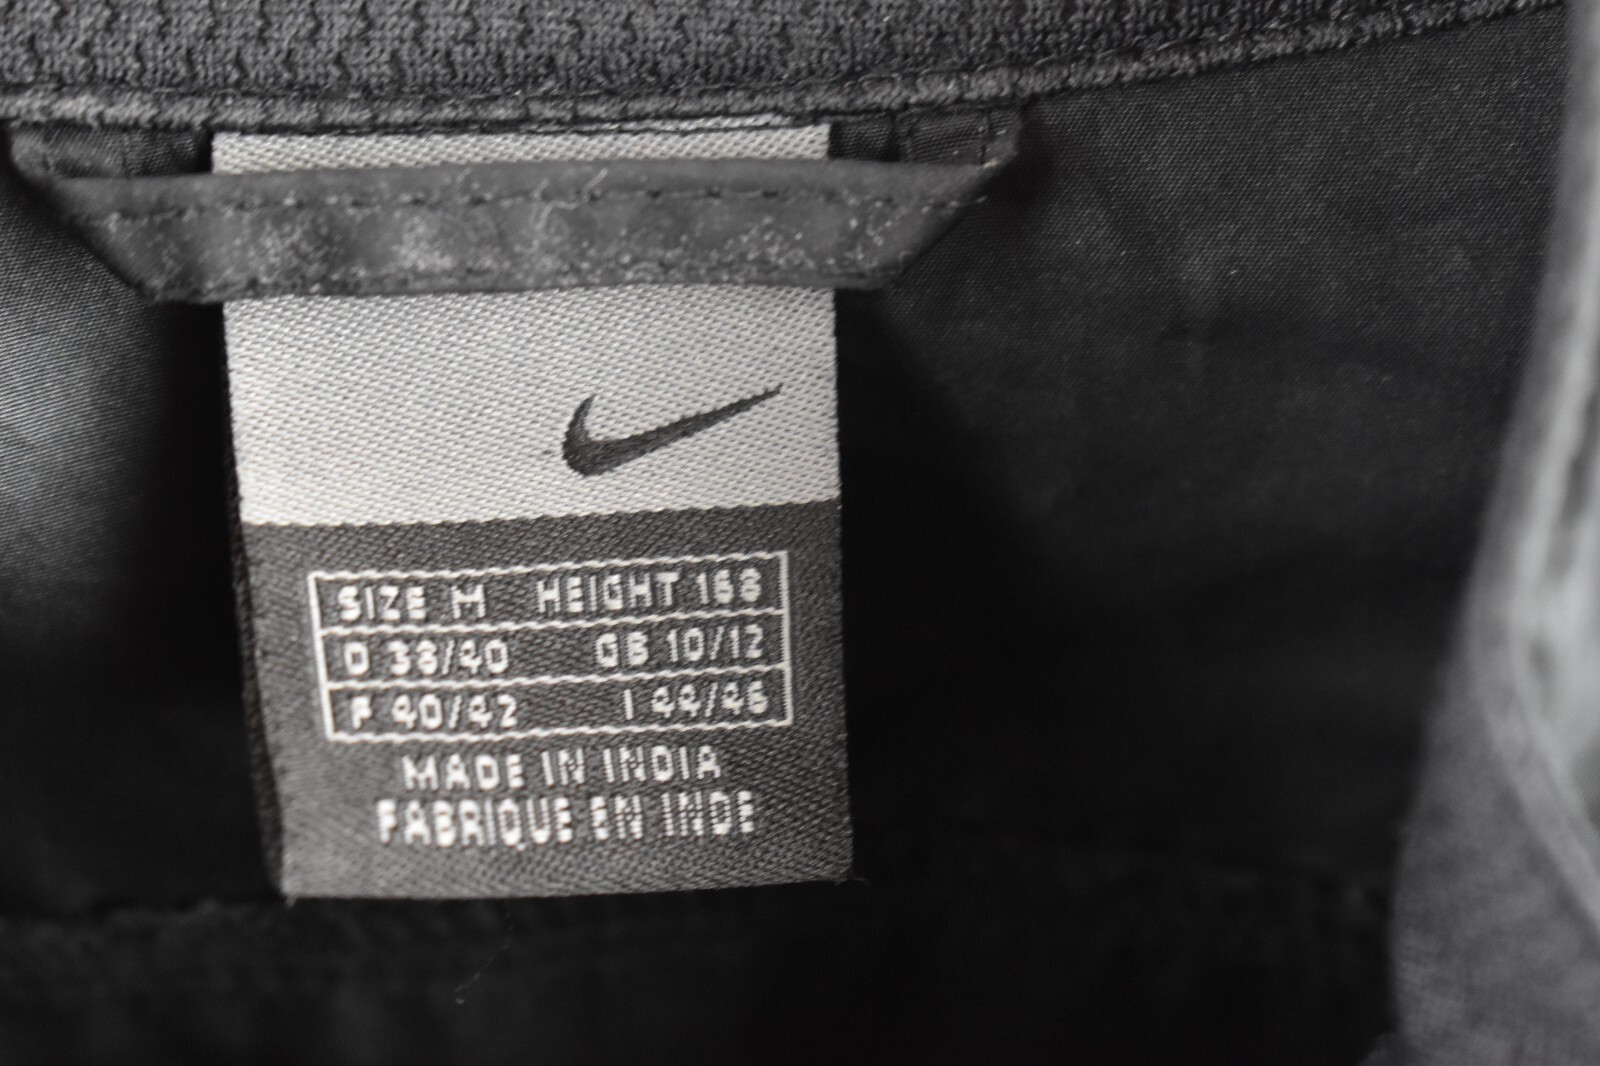 SIZE M HEIGHT 168
D 38/40 GB 10/12
F 40/42 I 44/46
MADE IN INDIA
FABRIQUE EN INDE